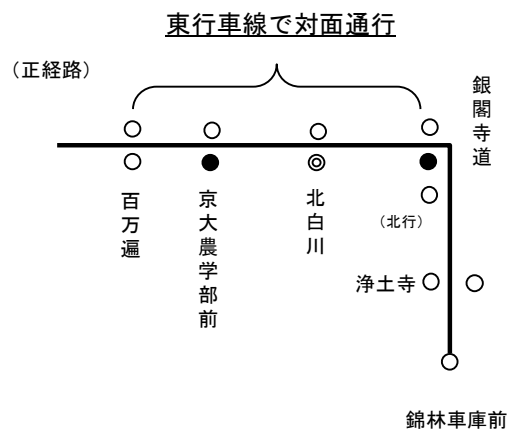 東行車線で対面通行
（正経路）
銀閣寺道
百万遍
京大農学部前
北白川
（北行）
浄土寺
錦林車庫前